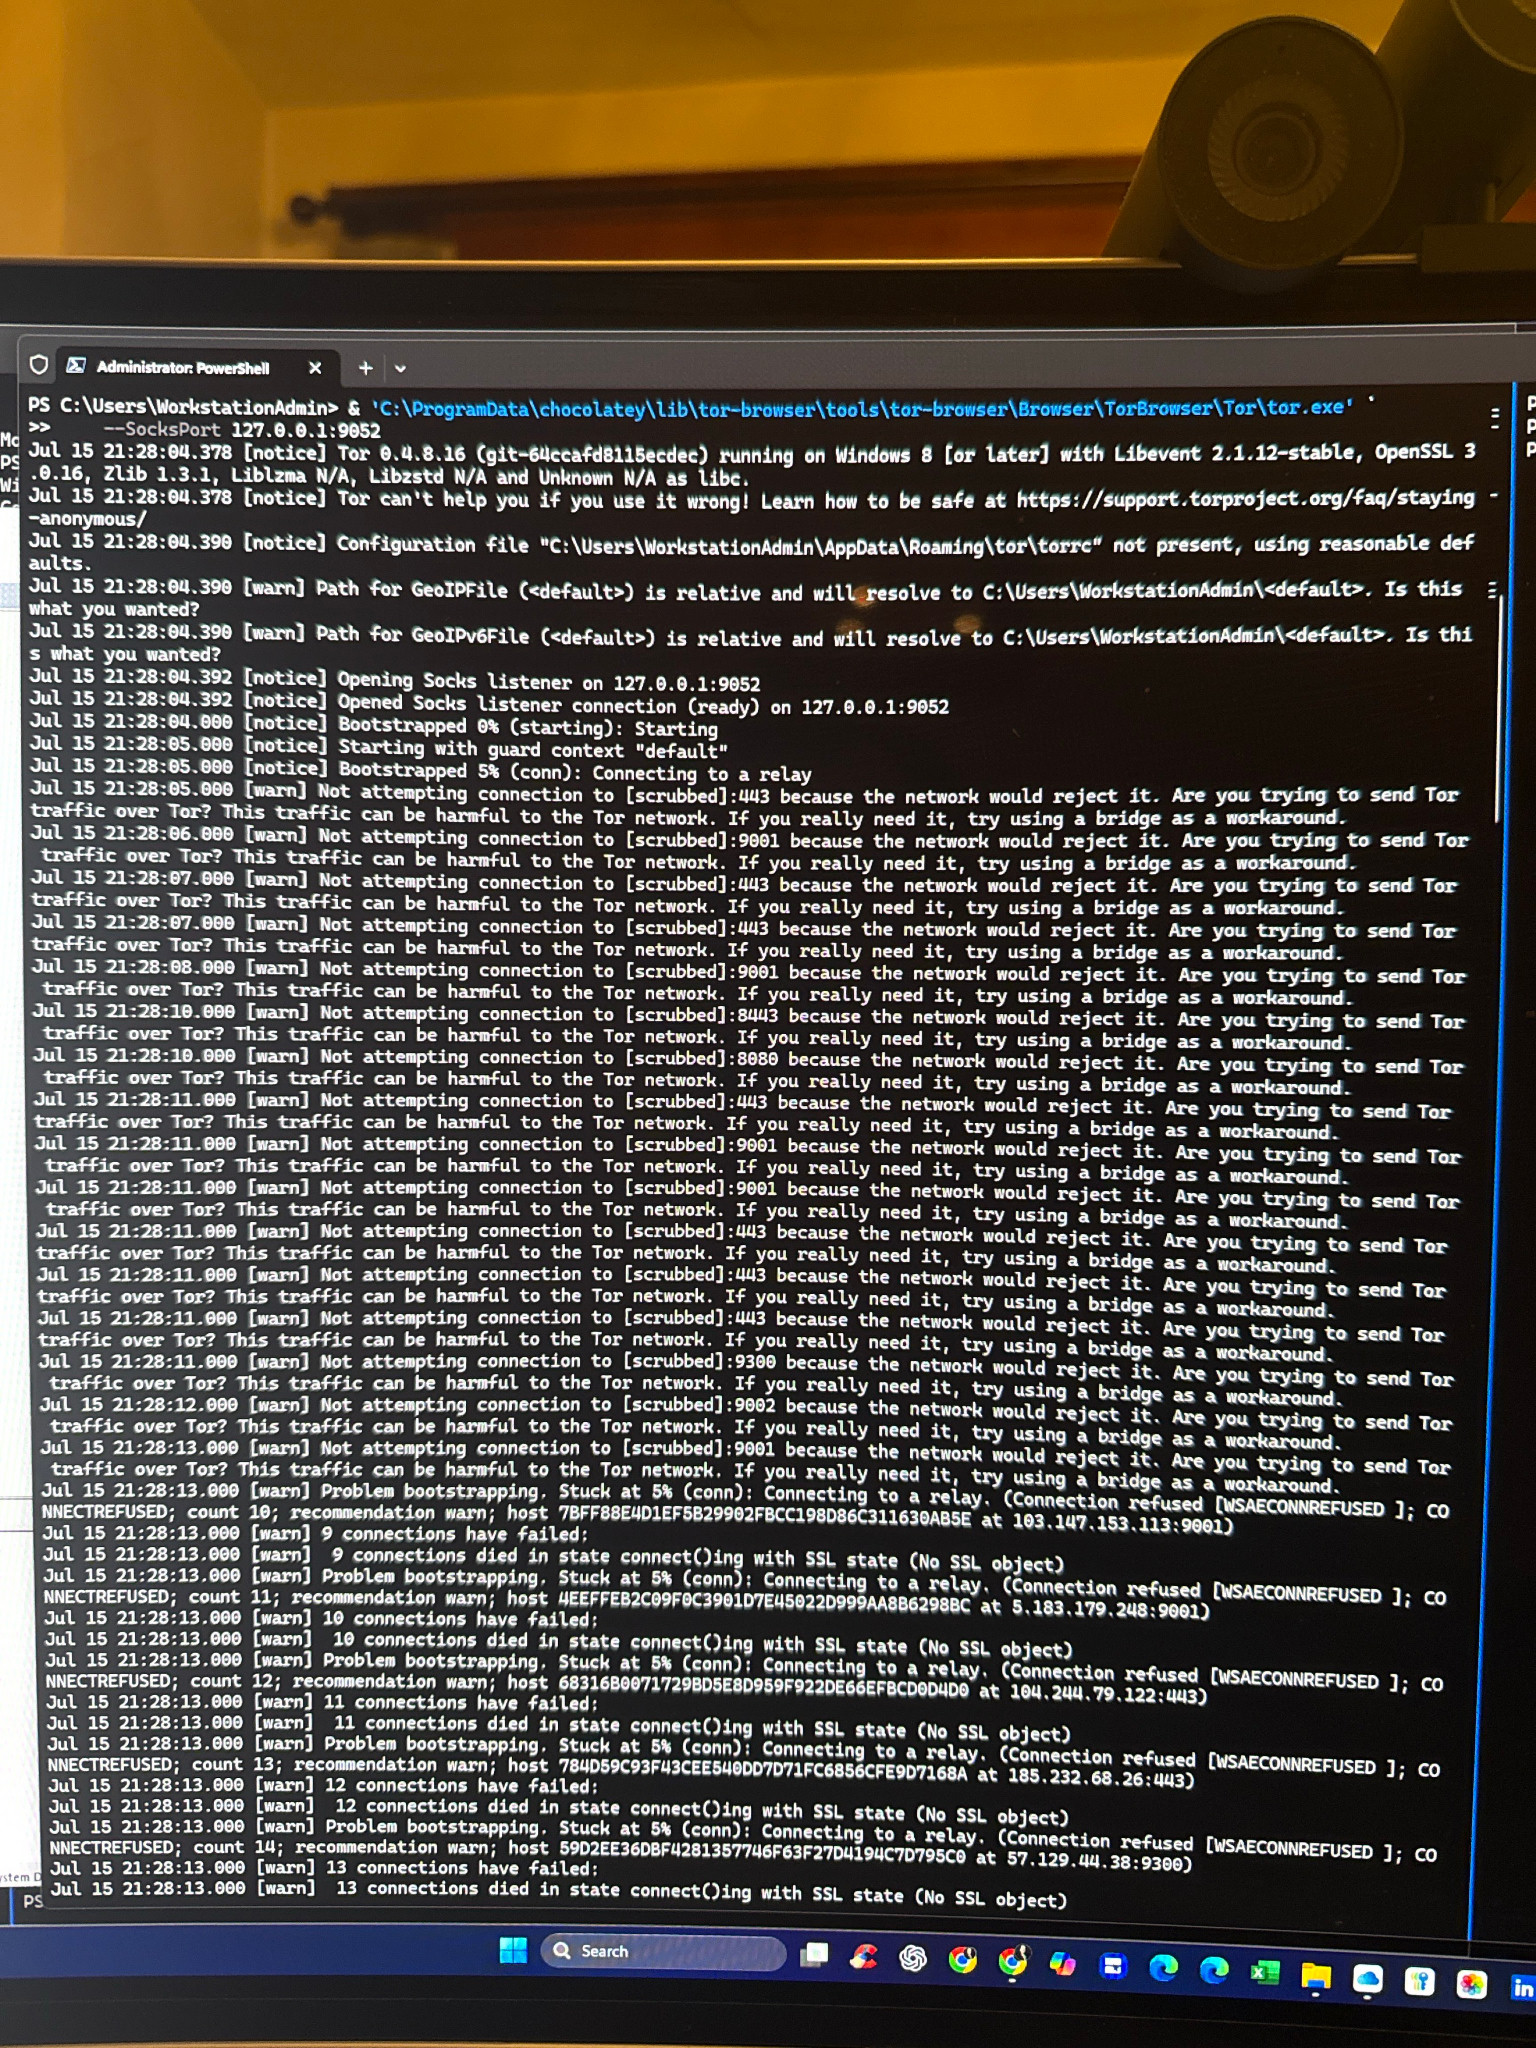 Administrator: PowerShell
PS C:\Users\WorkstationAdmin> & 'C:\ProgramData\chocolatey\lib\tor-browser\tools\tor-browser\Browser\TorBrowser\Tor\tor.exe' `
>>     --SocksPort 127.0.0.1:9052
Jul 15 21:28:04.378 [notice] Tor 0.4.8.16 (git-64ccafd8115ecdec) running on Windows 8 [or later] with Libevent 2.1.12-stable, OpenSSL 3
.0.16, Zlib 1.3.1, Liblzma N/A, Libzstd N/A and Unknown N/A as libc.
Jul 15 21:28:04.378 [notice] Tor can't help you if you use it wrong! Learn how to be safe at https://support.torproject.org/faq/staying
-anonymous/
Jul 15 21:28:04.390 [notice] Configuration file "C:\Users\WorkstationAdmin\AppData\Roaming\tor\torrc" not present, using reasonable def
aults.
Jul 15 21:28:04.390 [warn] Path for GeoIPFile (<default>) is relative and will resolve to C:\Users\WorkstationAdmin\<default>. Is this
what you wanted?
Jul 15 21:28:04.390 [warn] Path for GeoIPv6File (<default>) is relative and will resolve to C:\Users\WorkstationAdmin\<default>. Is thi
s what you wanted?
Jul 15 21:28:04.392 [notice] Opening Socks listener on 127.0.0.1:9052
Jul 15 21:28:04.392 [notice] Opened Socks listener connection (ready) on 127.0.0.1:9052
Jul 15 21:28:04.000 [notice] Bootstrapped 0% (starting): Starting
Jul 15 21:28:05.000 [notice] Starting with guard context "default"
Jul 15 21:28:05.000 [notice] Bootstrapped 5% (conn): Connecting to a relay
Jul 15 21:28:05.000 [warn] Not attempting connection to [scrubbed]:443 because the network would reject it. Are you trying to send Tor
traffic over Tor? This traffic can be harmful to the Tor network. If you really need it, try using a bridge as a workaround.
Jul 15 21:28:06.000 [warn] Not attempting connection to [scrubbed]:9001 because the network would reject it. Are you trying to send Tor
traffic over Tor? This traffic can be harmful to the Tor network. If you really need it, try using a bridge as a workaround.
Jul 15 21:28:07.000 [warn] Not attempting connection to [scrubbed]:443 because the network would reject it. Are you trying to send Tor
traffic over Tor? This traffic can be harmful to the Tor network. If you really need it, try using a bridge as a workaround.
Jul 15 21:28:07.000 [warn] Not attempting connection to [scrubbed]:443 because the network would reject it. Are you trying to send Tor
traffic over Tor? This traffic can be harmful to the Tor network. If you really need it, try using a bridge as a workaround.
Jul 15 21:28:08.000 [warn] Not attempting connection to [scrubbed]:9001 because the network would reject it. Are you trying to send Tor
traffic over Tor? This traffic can be harmful to the Tor network. If you really need it, try using a bridge as a workaround.
Jul 15 21:28:10.000 [warn] Not attempting connection to [scrubbed]:8443 because the network would reject it. Are you trying to send Tor
traffic over Tor? This traffic can be harmful to the Tor network. If you really need it, try using a bridge as a workaround.
Jul 15 21:28:10.000 [warn] Not attempting connection to [scrubbed]:8080 because the network would reject it. Are you trying to send Tor
traffic over Tor? This traffic can be harmful to the Tor network. If you really need it, try using a bridge as a workaround.
Jul 15 21:28:11.000 [warn] Not attempting connection to [scrubbed]:443 because the network would reject it. Are you trying to send Tor
traffic over Tor? This traffic can be harmful to the Tor network. If you really need it, try using a bridge as a workaround.
Jul 15 21:28:11.000 [warn] Not attempting connection to [scrubbed]:9001 because the network would reject it. Are you trying to send Tor
traffic over Tor? This traffic can be harmful to the Tor network. If you really need it, try using a bridge as a workaround.
Jul 15 21:28:11.000 [warn] Not attempting connection to [scrubbed]:9001 because the network would reject it. Are you trying to send Tor
traffic over Tor? This traffic can be harmful to the Tor network. If you really need it, try using a bridge as a workaround.
Jul 15 21:28:11.000 [warn] Not attempting connection to [scrubbed]:443 because the network would reject it. Are you trying to send Tor
traffic over Tor? This traffic can be harmful to the Tor network. If you really need it, try using a bridge as a workaround.
Jul 15 21:28:11.000 [warn] Not attempting connection to [scrubbed]:443 because the network would reject it. Are you trying to send Tor
traffic over Tor? This traffic can be harmful to the Tor network. If you really need it, try using a bridge as a workaround.
Jul 15 21:28:11.000 [warn] Not attempting connection to [scrubbed]:443 because the network would reject it. Are you trying to send Tor
traffic over Tor? This traffic can be harmful to the Tor network. If you really need it, try using a bridge as a workaround.
Jul 15 21:28:11.000 [warn] Not attempting connection to [scrubbed]:9300 because the network would reject it. Are you trying to send Tor
traffic over Tor? This traffic can be harmful to the Tor network. If you really need it, try using a bridge as a workaround.
Jul 15 21:28:12.000 [warn] Not attempting connection to [scrubbed]:9002 because the network would reject it. Are you trying to send Tor
traffic over Tor? This traffic can be harmful to the Tor network. If you really need it, try using a bridge as a workaround.
Jul 15 21:28:13.000 [warn] Not attempting connection to [scrubbed]:9001 because the network would reject it. Are you trying to send Tor
traffic over Tor? This traffic can be harmful to the Tor network. If you really need it, try using a bridge as a workaround.
Jul 15 21:28:13.000 [warn] Problem bootstrapping. Stuck at 5% (conn): Connecting to a relay. (Connection refused [WSAECONNREFUSED ]; CO
NNECTREFUSED; count 10; recommendation warn; host 7BFF88E4D1EF5B29902FBCC198D86C311630AB5E at 103.147.153.113:9001)
Jul 15 21:28:13.000 [warn] 9 connections have failed:
Jul 15 21:28:13.000 [warn]  9 connections died in state connect()ing with SSL state (No SSL object)
Jul 15 21:28:13.000 [warn] Problem bootstrapping. Stuck at 5% (conn): Connecting to a relay. (Connection refused [WSAECONNREFUSED ]; CO
NNECTREFUSED; count 11; recommendation warn; host 4EEFFEB2C09F0C3901D7E45022D999AA8B6298BC at 5.183.179.248:9001)
Jul 15 21:28:13.000 [warn] 10 connections have failed:
Jul 15 21:28:13.000 [warn]  10 connections died in state connect()ing with SSL state (No SSL object)
Jul 15 21:28:13.000 [warn] Problem bootstrapping. Stuck at 5% (conn): Connecting to a relay. (Connection refused [WSAECONNREFUSED ]; CO
NNECTREFUSED; count 12; recommendation warn; host 68316B0071729BD5E8D959F922DE66EFBCD0D4D0 at 104.244.79.122:443)
Jul 15 21:28:13.000 [warn] 11 connections have failed:
Jul 15 21:28:13.000 [warn]  11 connections died in state connect()ing with SSL state (No SSL object)
Jul 15 21:28:13.000 [warn] Problem bootstrapping. Stuck at 5% (conn): Connecting to a relay. (Connection refused [WSAECONNREFUSED ]; CO
NNECTREFUSED; count 13; recommendation warn; host 784D59C93F43CEE540DD7D71FC6856CFE9D7168A at 185.232.68.26:443)
Jul 15 21:28:13.000 [warn] 12 connections have failed:
Jul 15 21:28:13.000 [warn]  12 connections died in state connect()ing with SSL state (No SSL object)
Jul 15 21:28:13.000 [warn] Problem bootstrapping. Stuck at 5% (conn): Connecting to a relay. (Connection refused [WSAECONNREFUSED ]; CO
NNECTREFUSED; count 14; recommendation warn; host 59D2EE36DBF4281357746F63F27D4194C7D795C0 at 57.129.44.38:9300)
Jul 15 21:28:13.000 [warn] 13 connections have failed:
Jul 15 21:28:13.000 [warn]  13 connections died in state connect()ing with SSL state (No SSL object)
PS
Search
in